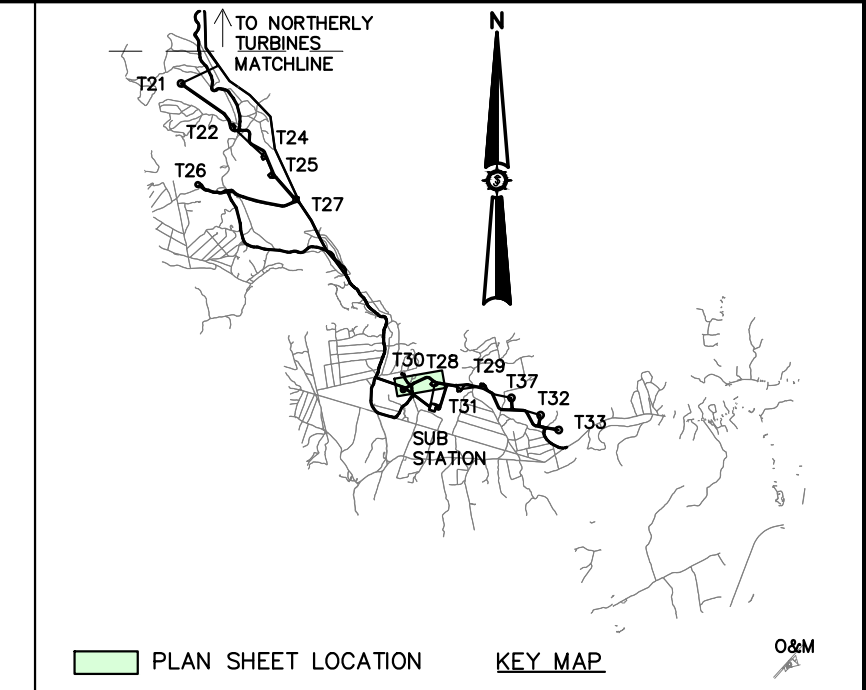 TO NORTHERLY
TURBINES
MATCHLINE
N
T21
T22
T24
T25
T26
T27
T30
T28
T29
T37
T31
T32
T33
SUB
STATION
PLAN SHEET LOCATION
KEY MAP
O&M